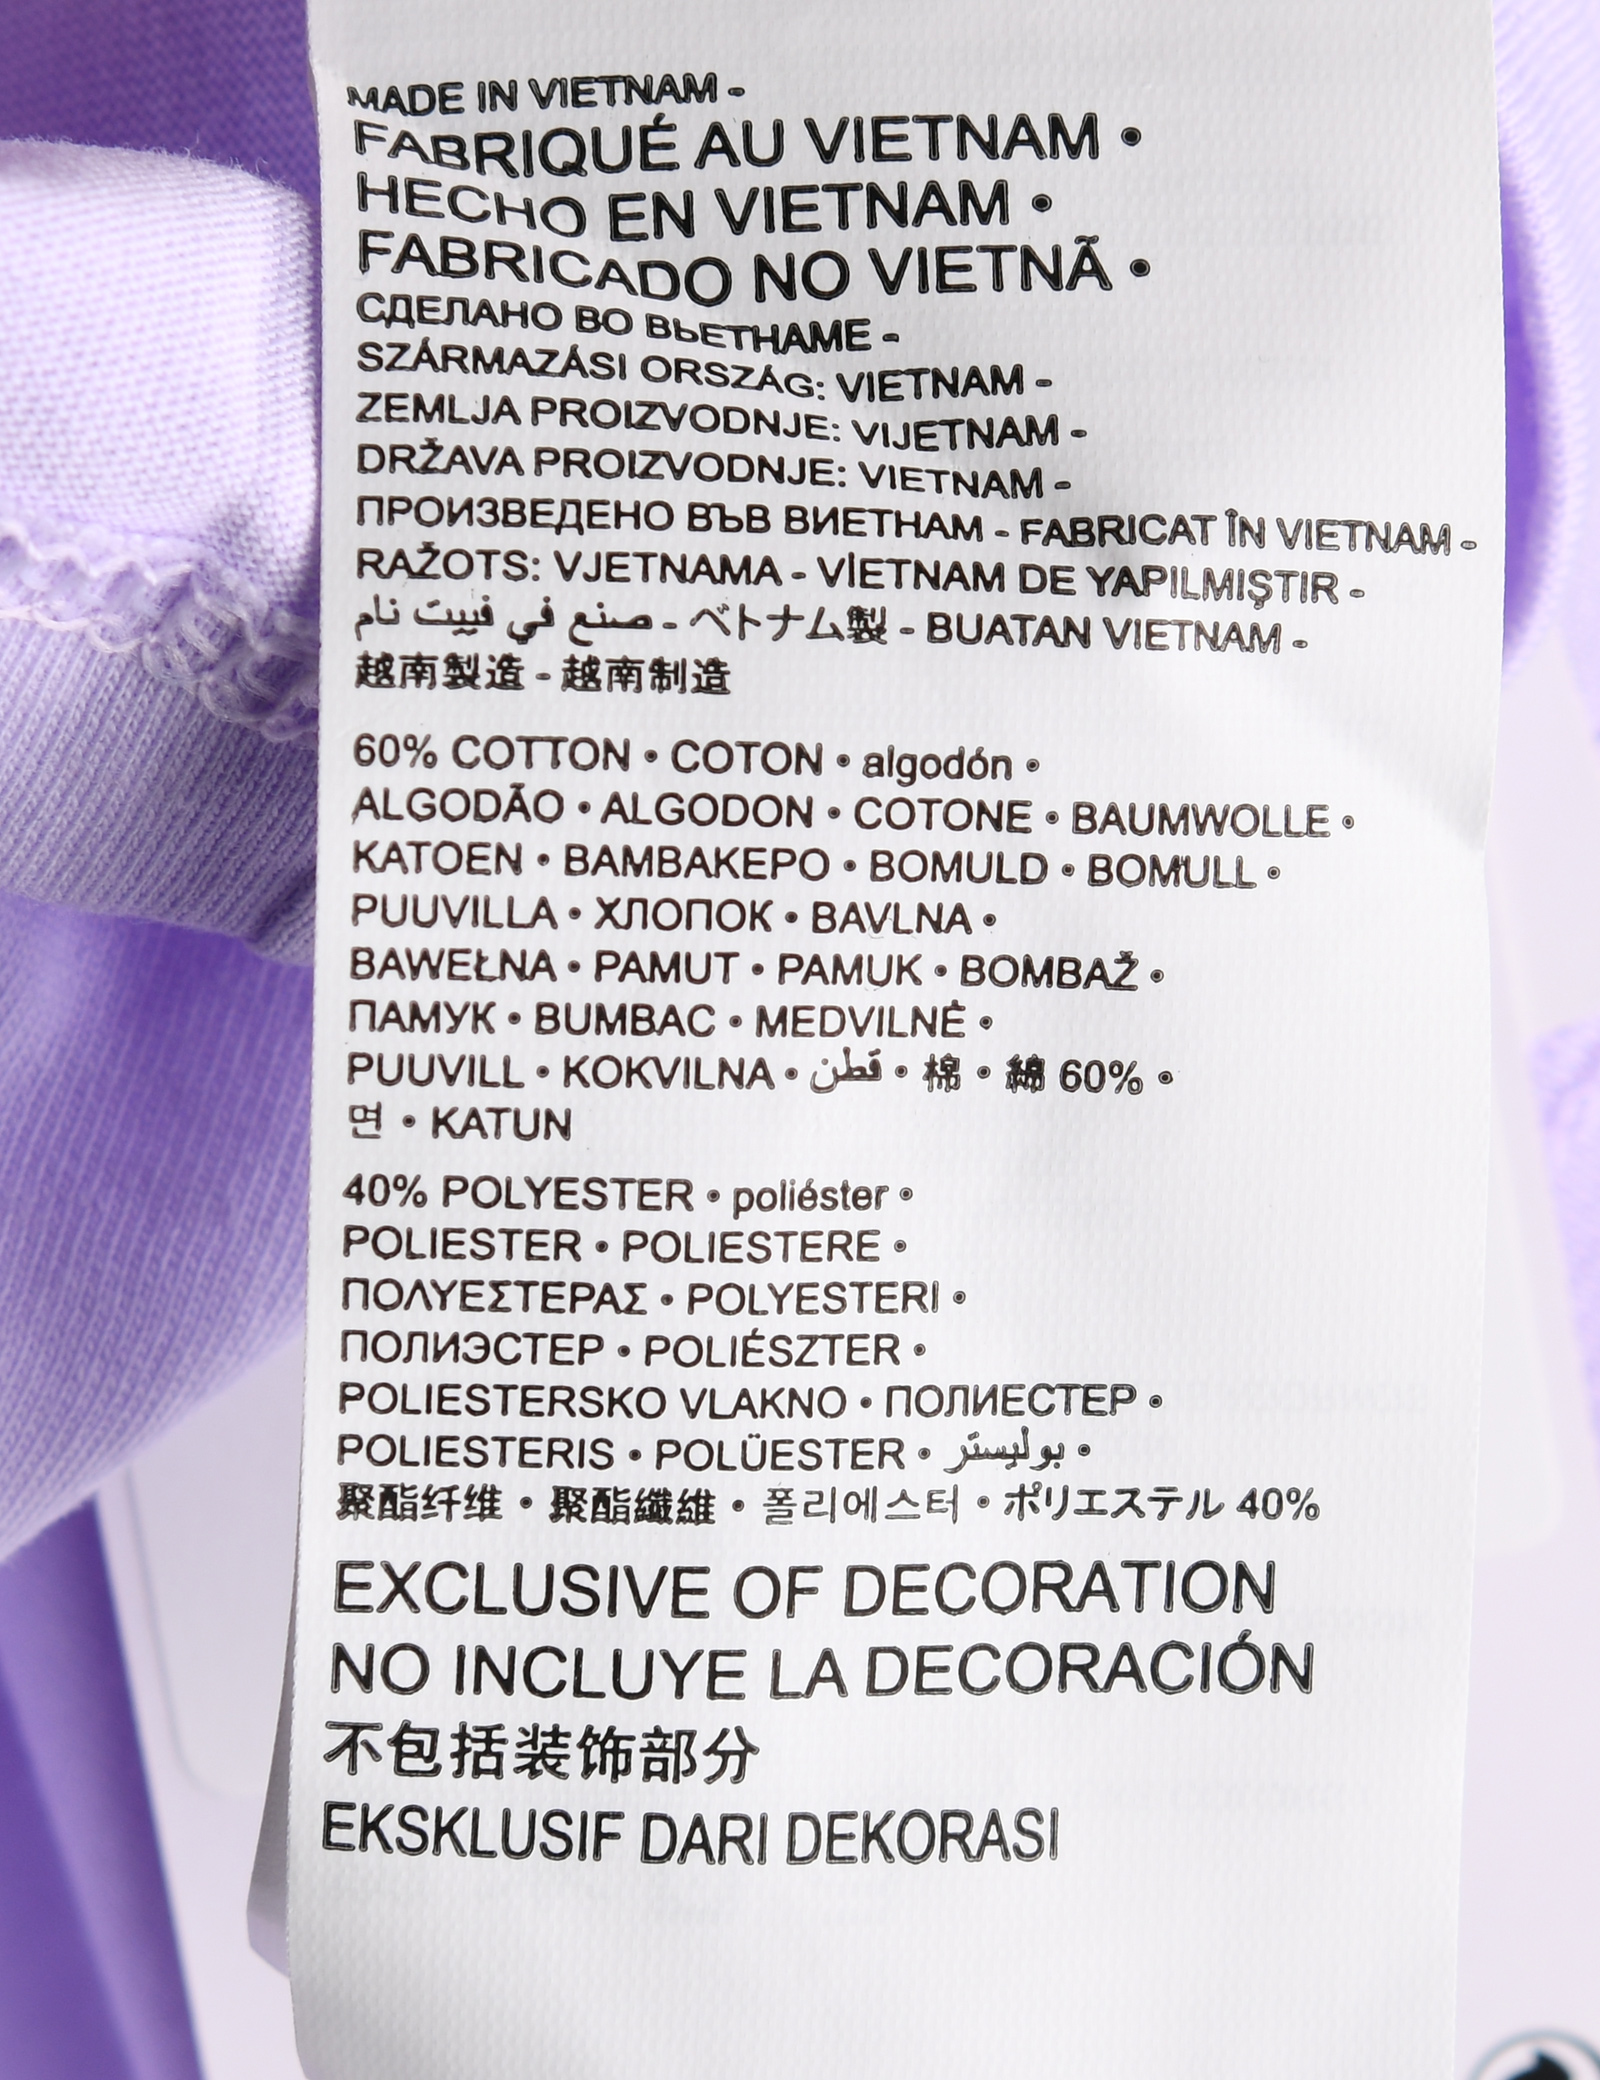 MADE IN VIETNAM -
FABRIQUÉ AU VIETNAM •
HECHO EN VIETNAM •
FABRICADO NO VIETNÃ •
СДЕЛАНО ВО ВЬЕТНАМЕ -
SZÁRMAZÁSI ORSZÁG: VIETNAM -
ZEMLJA PROIZVODNJE: VIJETNAM -
DRŽAVA PROIZVODNJE: VIETNAM -
ПРОИЗВЕДЕНО ВЪВ ВИЕТНАМ - FABRICAT ÎN VIETNAM -
RAŽOTS: VJETNAMA - VİETNAM DE YAPILMIŞTIR -
صنع في فييت نام - ベトナム製 - BUATAN VIETNAM -
越南製造 - 越南制造
60% COTTON • COTON • algodón •
ALGODÃO • ALGODON • COTONE • BAUMWOLLE •
KATOEN • ΒΑΜΒΑΚΕΡΟ • BOMULD • BOMULL •
PUUVILLA • ХЛОПОК • BAVLNA •
BAWEŁNA • PAMUT • PAMUK • BOMBAŽ •
ПАМУК • BUMBAC • MEDVILNĖ •
PUUVILL • KOKVILNA • قطن • 棉 • 綿 60% •
면 • KATUN
40% POLYESTER • poliéster •
POLIESTER • POLIESTERE •
ΠΟΛΥΕΣΤΕΡΑΣ • POLYESTERI •
ПОЛИЭСТЕР • POLIÉSZTER •
POLIESTERSKO VLAKNO • ПОЛИЕСТЕР •
POLIESTERIS • POLÜESTER • بوليستر •
聚酯纤维 • 聚酯纖維 • 폴리에스터 • ポリエステル 40%
EXCLUSIVE OF DECORATION
NO INCLUYE LA DECORACIÓN
不包括装饰部分
EKSKLUSIF DARI DEKORASI